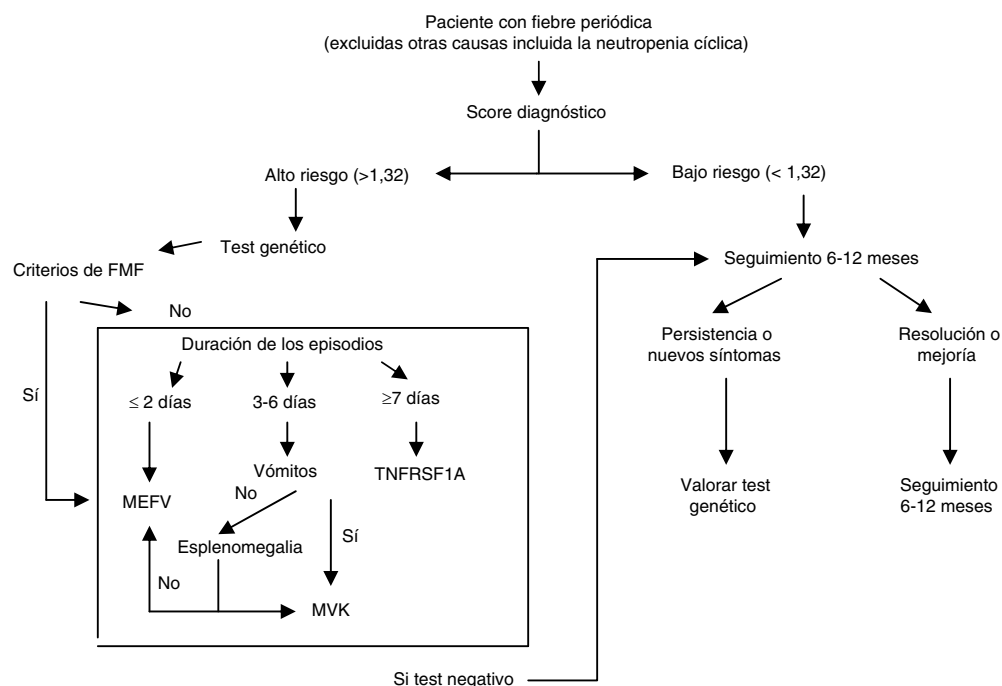 Paciente con fiebre periódica
(excluidas otras causas incluida la neutropenia cíclica)
Score diagnóstico
Alto riesgo (>1,32)
Bajo riesgo (< 1,32)
Test genético
Criterios de FMF
Seguimiento 6-12 meses
No
Duración de los episodios
Persistencia o
nuevos síntomas
Resolución o
mejoría
Sí
≤ 2 días
3-6 días
≥7 días
Vómitos
TNFRSF1A
Valorar test
genético
Seguimiento
6-12 meses
No
MEFV
Sí
Esplenomegalia
No
MVK
Si test negativo